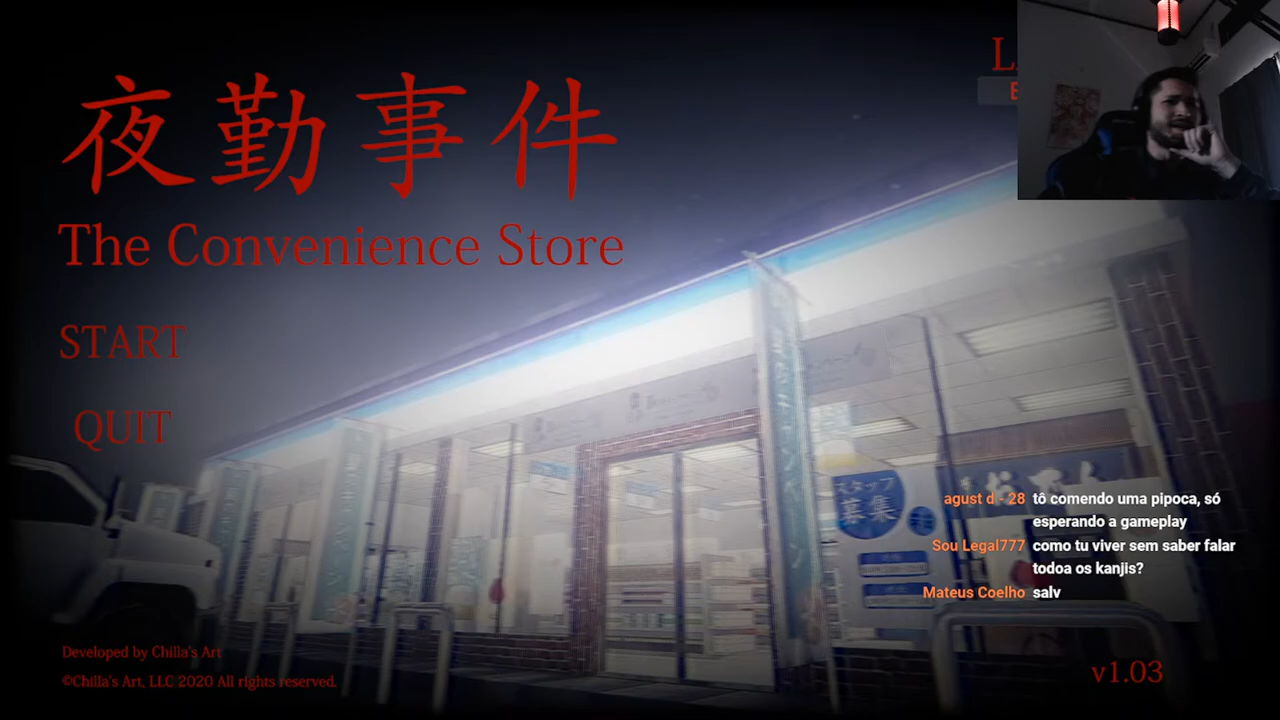 夜勤事件
The Convenience Store
START
QUIT
スタッフ
募集
agust d - 28 tô comendo uma pipoca, só
esperando a gameplay
Sou Legal777 como tu viver sem saber falar
todoa os kanjis?
Mateus Coelho salv
Developed by Chilla's Art
©Chilla's Art, LLC 2020 All rights reserved.
v1.03